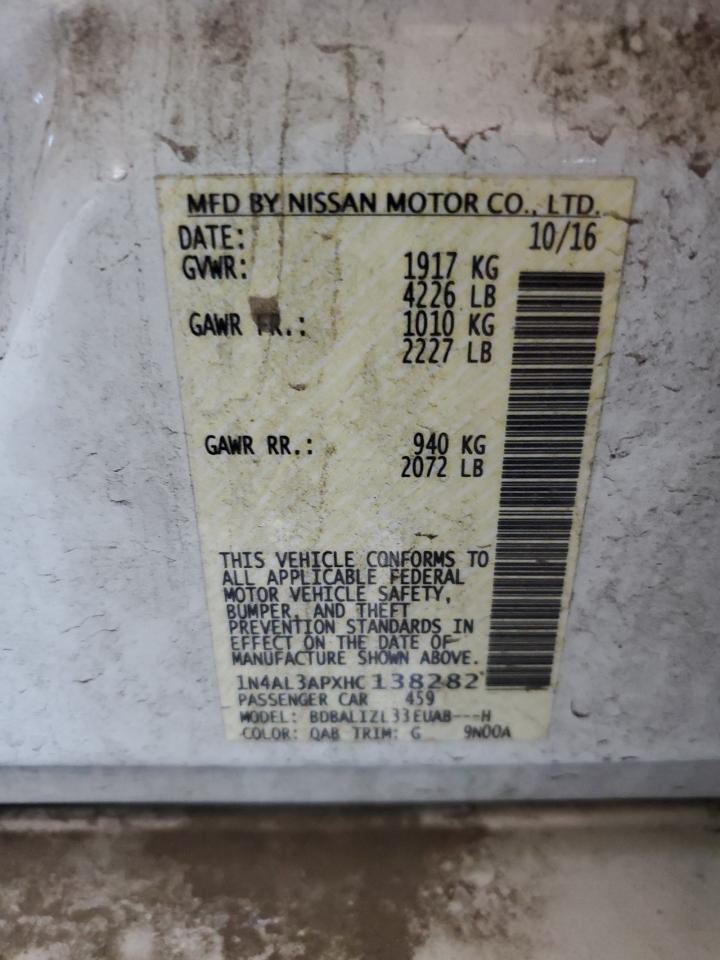 MFD BY NISSAN MOTOR CO., LTD.
DATE: 10/16
GVWR: 1917 KG
4226 LB
GAWR FR.: 1010 KG
2227 LB
GAWR RR.: 940 KG
2072 LB
THIS VEHICLE CONFORMS TO
ALL APPLICABLE FEDERAL
MOTOR VEHICLE SAFETY,
BUMPER, AND THEFT
PREVENTION STANDARDS IN
EFFECT ON THE DATE OF
MANUFACTURE SHOWN ABOVE.
1N4AL3APXHC138282
PASSENGER CAR 459
MODEL: BDBALIZL33EUAB---H
COLOR: QAB TRIM: G 9N00A